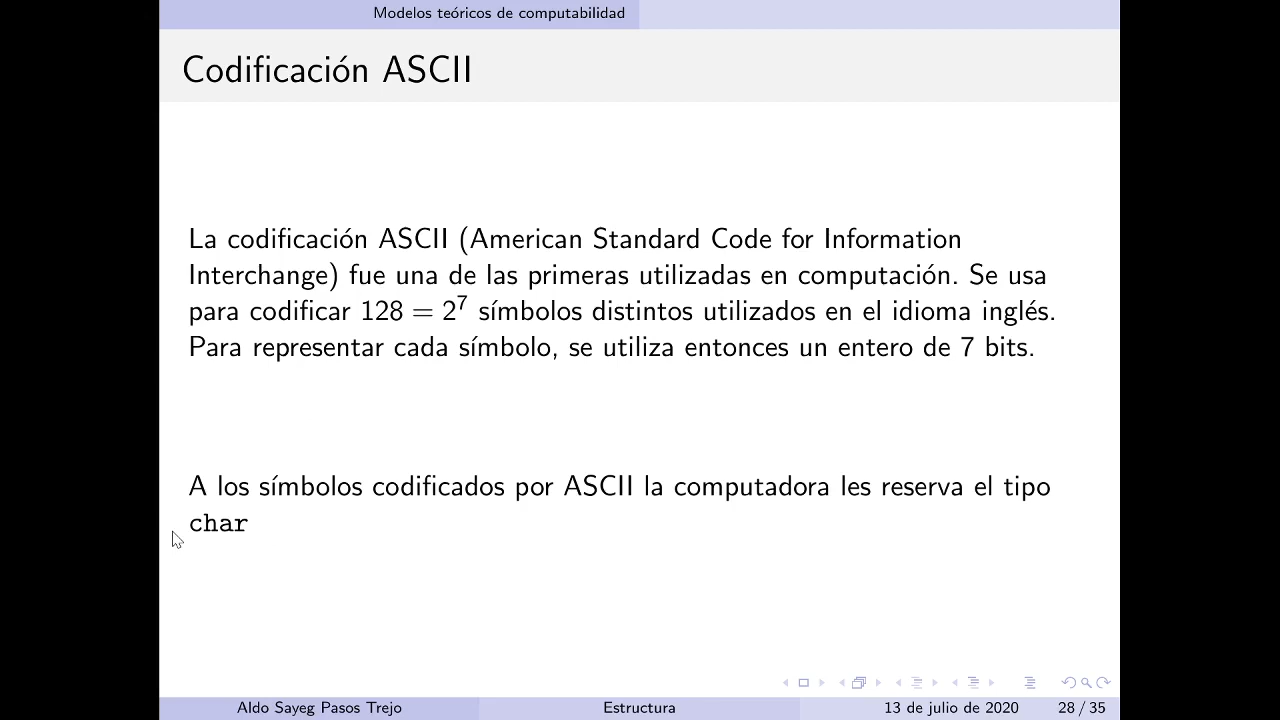 Modelos teóricos de computabilidad
Codificación ASCII
La codificación ASCII (American Standard Code for Information
Interchange) fue una de las primeras utilizadas en computación. Se usa
para codificar 128 = 2⁷ símbolos distintos utilizados en el idioma inglés.
Para representar cada símbolo, se utiliza entonces un entero de 7 bits.
A los símbolos codificados por ASCII la computadora les reserva el tipo
char
Aldo Sayeg Pasos Trejo Estructura 13 de julio de 2020 28 / 35